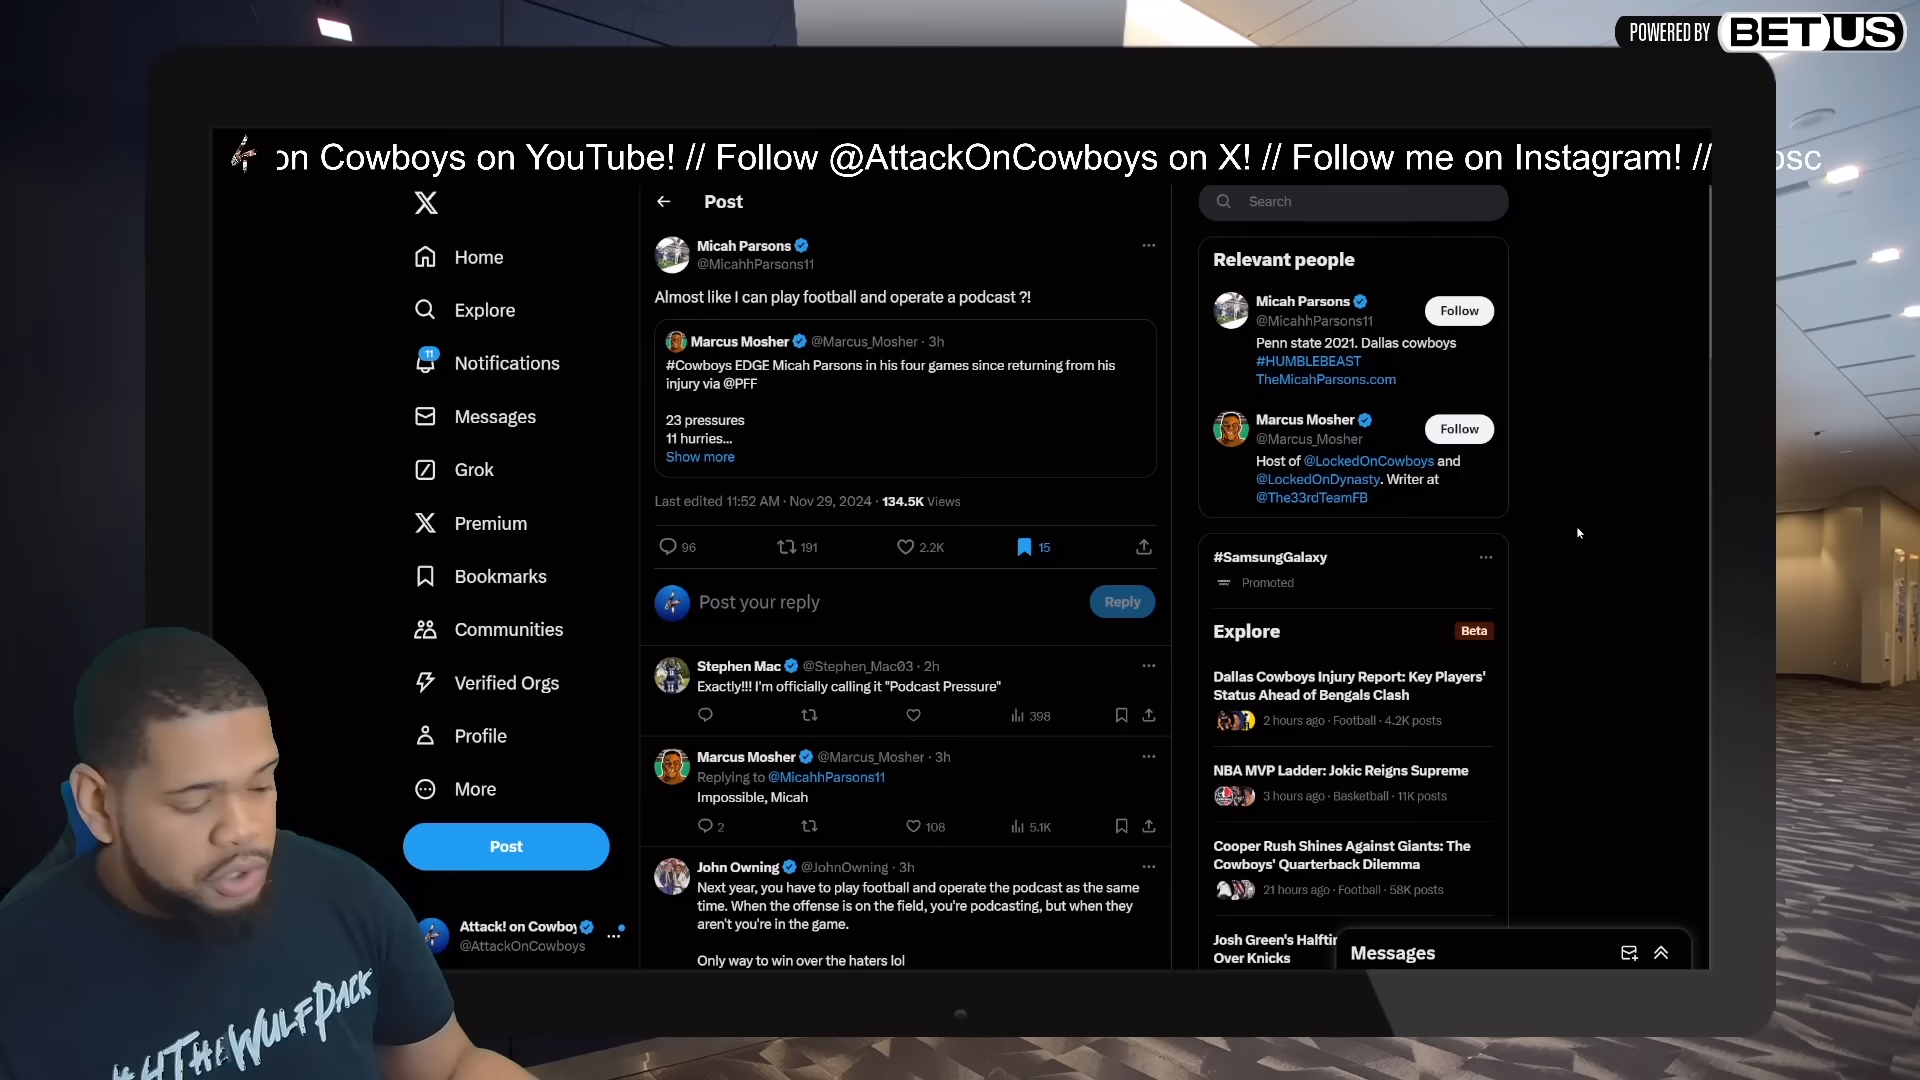 POWERED BY BETUS
on Cowboys on YouTube! // Follow @AttackOnCowboys on X! // Follow me on Instagram! //
Home
Explore
11
Notifications
Messages
Grok
Premium
Bookmarks
Communities
Verified Orgs
Profile
More
Post
Attack! on Cowboy
@AttackOnCowboys
Post
Micah Parsons
@MicahhParsons11
Almost like I can play football and operate a podcast ?!
Marcus Mosher @Marcus_Mosher · 3h
#Cowboys EDGE Micah Parsons in his four games since returning from his
injury via @PFF
23 pressures
11 hurries...
Show more
Last edited 11:52 AM · Nov 29, 2024 · 134.5K Views
96 191 2.2K 15
Post your reply
Reply
Stephen Mac @Stephen_Mac03 · 2h
Exactly!!! I'm officially calling it "Podcast Pressure"
398
Marcus Mosher @Marcus_Mosher · 3h
Replying to @MicahhParsons11
Impossible, Micah
2 108 5.1K
John Owning @JohnOwning · 3h
Next year, you have to play football and operate the podcast as the same
time. When the offense is on the field, you're podcasting, but when they
aren't you're in the game.
Only way to win over the haters lol
Search
Relevant people
Micah Parsons
@MicahhParsons11
Follow
Penn state 2021. Dallas cowboys
#HUMBLEBEAST
TheMicahParsons.com
Marcus Mosher
@Marcus_Mosher
Follow
Host of @LockedOnCowboys and
@LockedOnDynasty. Writer at
@The33rdTeamFB
#SamsungGalaxy
Promoted
Explore
Beta
Dallas Cowboys Injury Report: Key Players'
Status Ahead of Bengals Clash
2 hours ago · Football · 4.2K posts
NBA MVP Ladder: Jokic Reigns Supreme
3 hours ago · Basketball · 11K posts
Cooper Rush Shines Against Giants: The
Cowboys' Quarterback Dilemma
21 hours ago · Football · 58K posts
Josh Green's
Over Knicks
Messages
THE WULFPACK